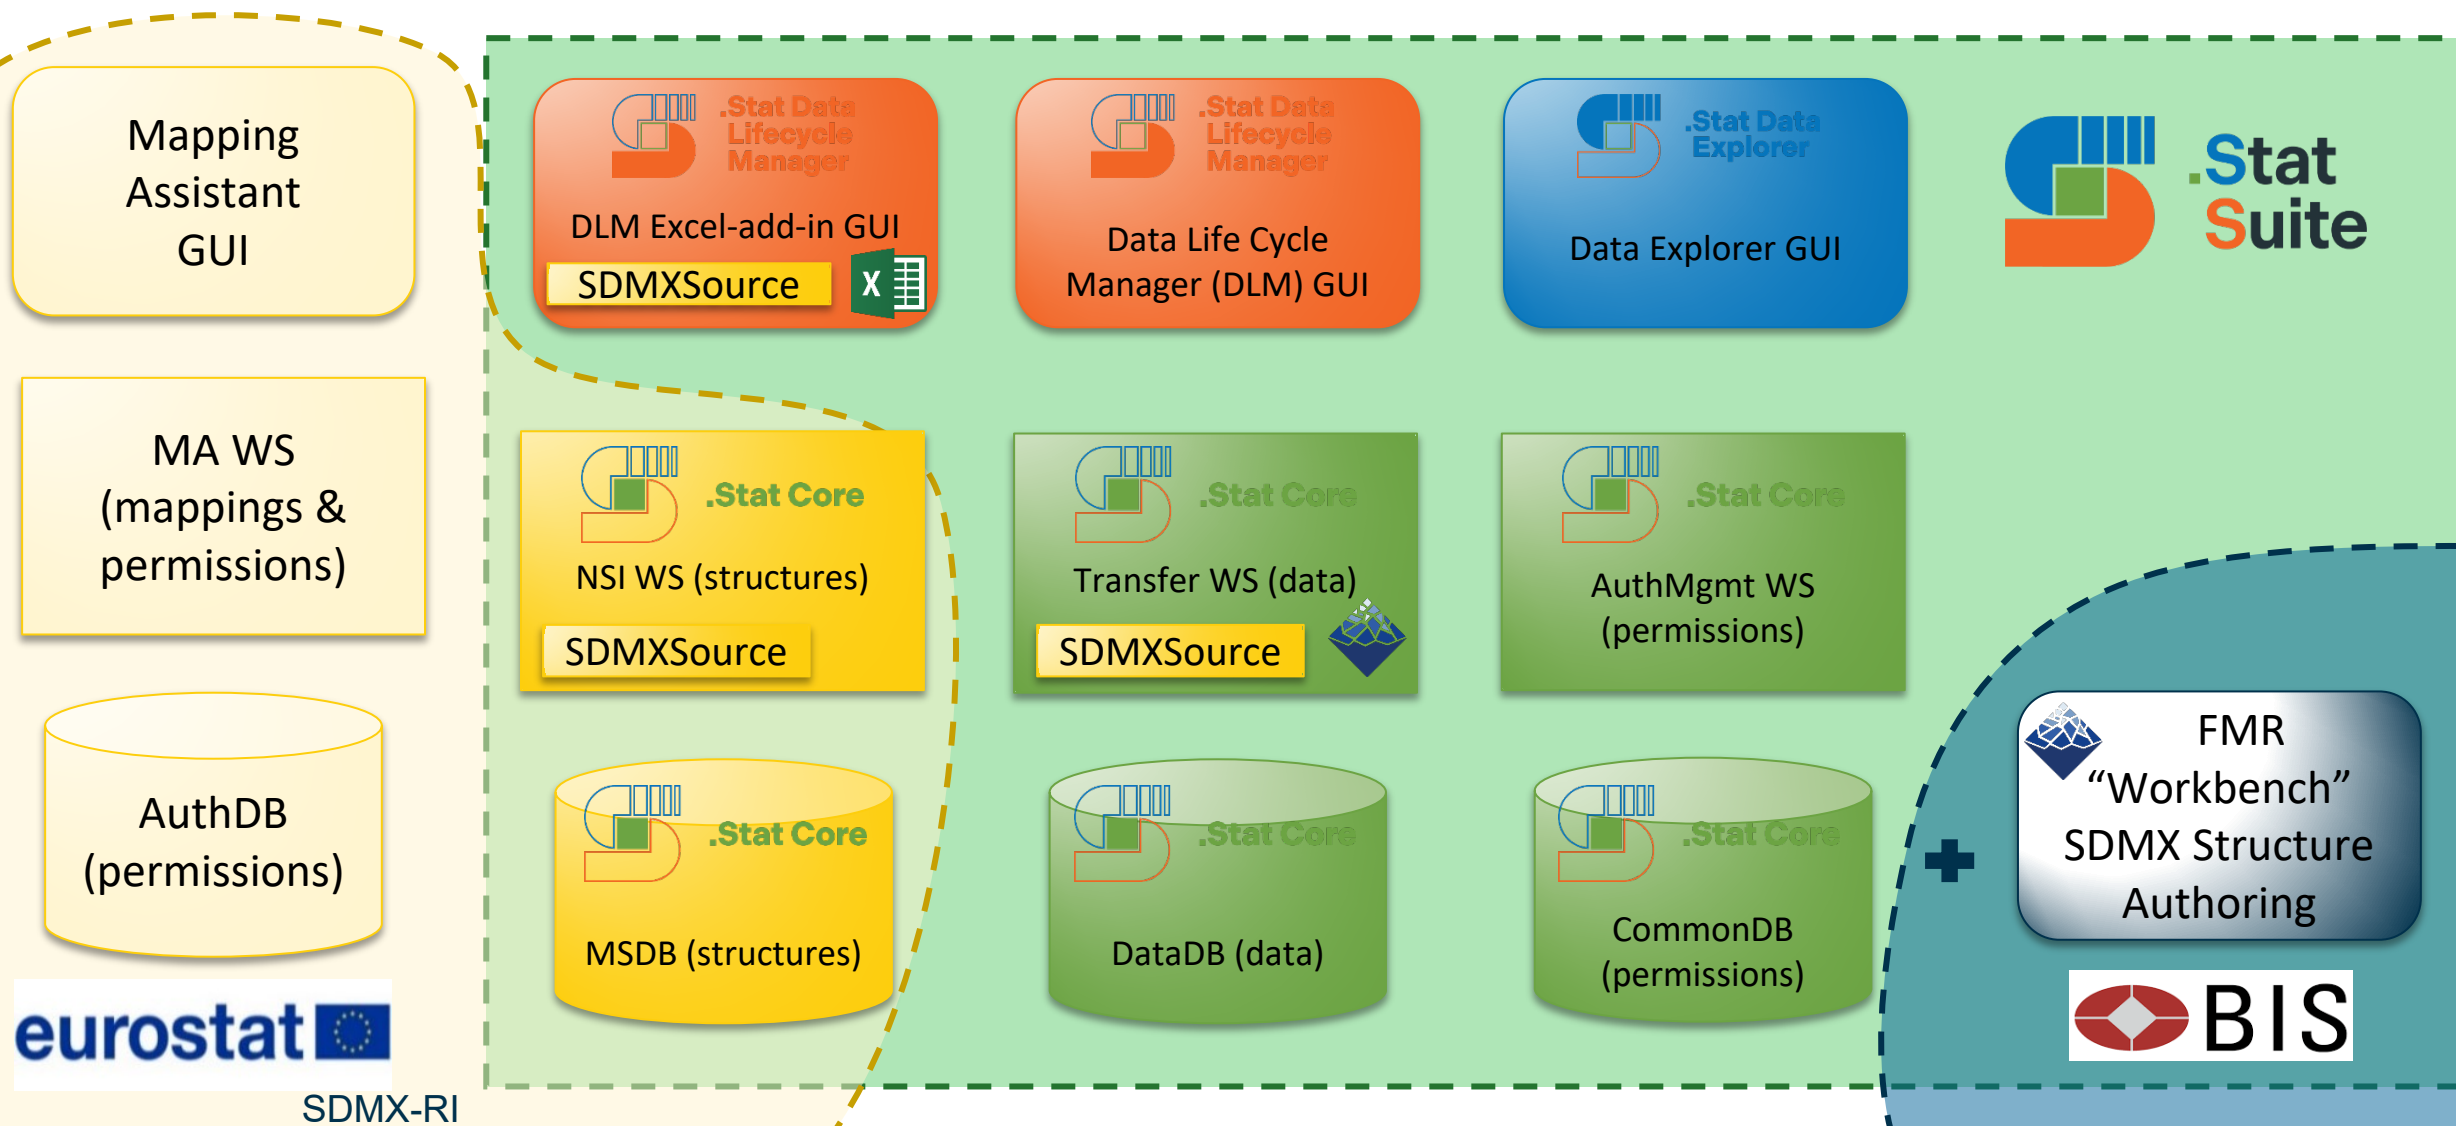 Mapping
Assistant
GUI
MA WS
(mappings &
permissions)
AuthDB
(permissions)
eurostat
SDMX-RI
.Stat Data
Lifecycle
Manager
DLM Excel-add-in GUI
SDMXSource
X
.Stat Data
Lifecycle
Manager
Data Life Cycle
Manager (DLM) GUI
.Stat Data
Explorer
Data Explorer GUI
.Stat
Suite
.Stat Core
NSI WS (structures)
SDMXSource
.Stat Core
Transfer WS (data)
SDMXSource
.Stat Core
AuthMgmt WS
(permissions)
.Stat Core
MSDB (structures)
.Stat Core
DataDB (data)
.Stat Core
CommonDB
(permissions)
FMR
“Workbench”
SDMX Structure
Authoring
BIS